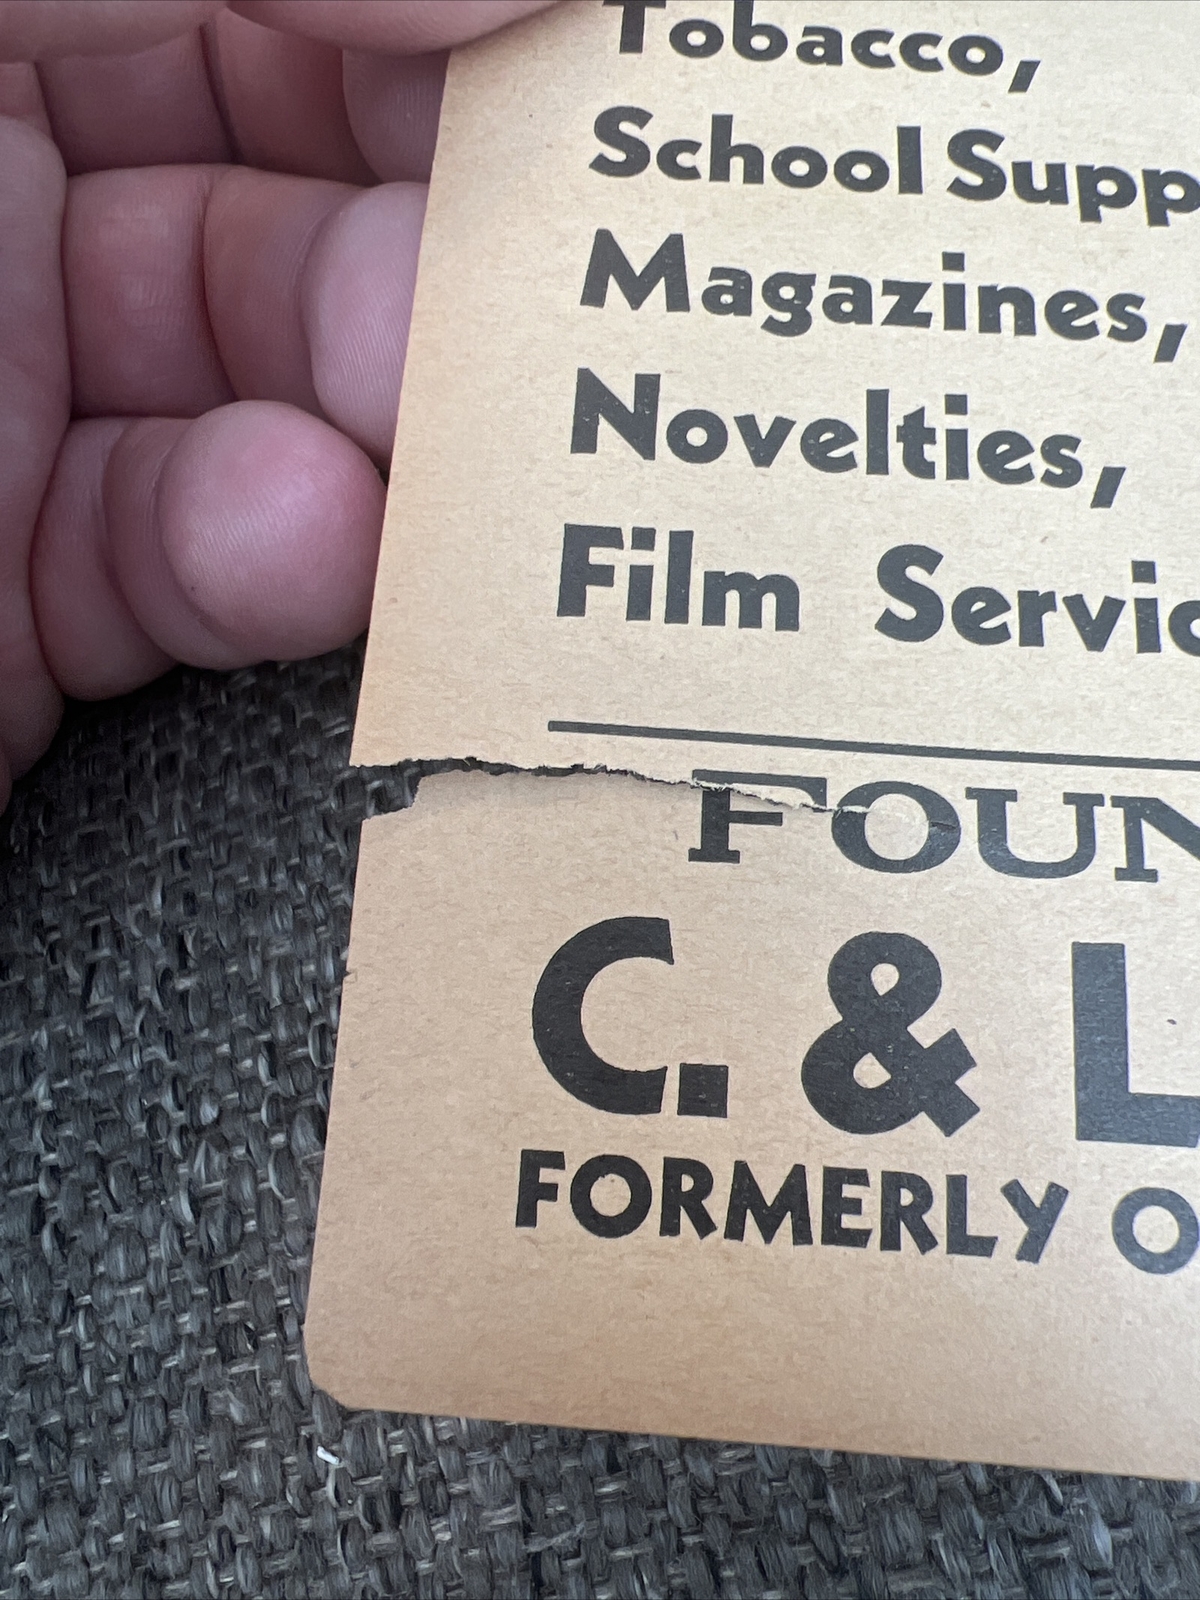 Tobacco,
School Supp
Magazines,
Novelties,
Film Servic
FOUN
C. & L
FORMERLY O